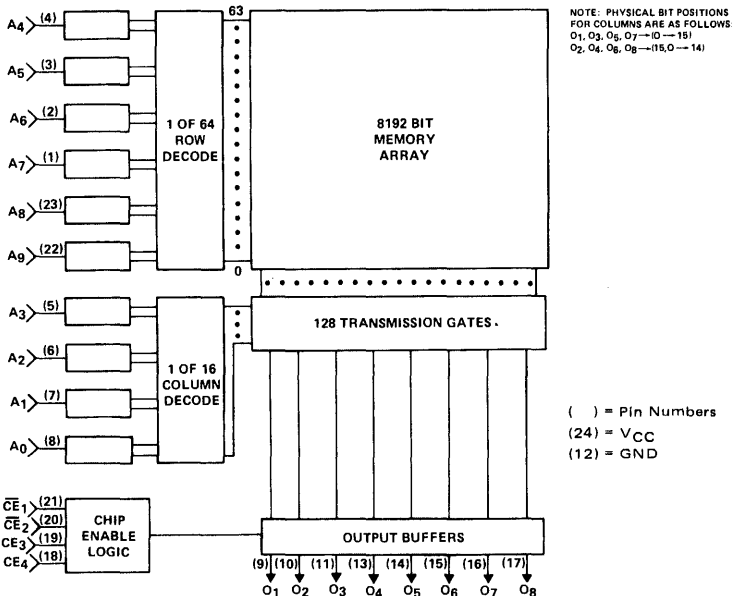 NOTE: PHYSICAL BIT POSITIONS
FOR COLUMNS ARE AS FOLLOWS:
O1, O3, O5, O7→(0 → 15)
O2, O4, O6, O8→(15,0 → 14)
A4 (4)
A5 (3)
A6 (2)
A7 (1)
A8 (23)
A9 (22)
1 OF 64
ROW
DECODE
63
0
8192 BIT
MEMORY
ARRAY
A3 (5)
A2 (6)
A1 (7)
A0 (8)
1 OF 16
COLUMN
DECODE
128 TRANSMISSION GATES.
( ) = Pin Numbers
(24) = VCC
(12) = GND
C̅E̅1 (21)
C̅E̅2 (20)
CE3 (19)
CE4 (18)
CHIP
ENABLE
LOGIC
OUTPUT BUFFERS
(9) (10) (11) (13) (14) (15) (16) (17)
O1 O2 O3 O4 O5 O6 O7 O8